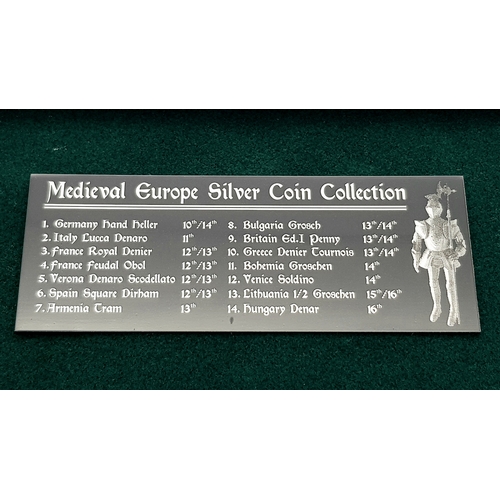 Medieval Europe Silver Coin Collection
1. Germany Hand Heller 10th/14th
2. Italy Lucca Denaro 11th
3. France Royal Denier 12th/13th
4. France Feudal Obol 12th/13th
5. Verona Denaro Scodellato 12th/13th
6. Spain Square Dirham 12th/13th
7. Armenia Tram 13th
8. Bulgaria Grosch 13th/14th
9. Britain Ed.I Penny 13th/14th
10. Greece Denier Tournois 13th/14th
11. Bohemia Groschen 14th
12. Venice Soldino 14th
13. Lithuania 1/2 Groschen 15th/16th
14. Hungary Denar 16th